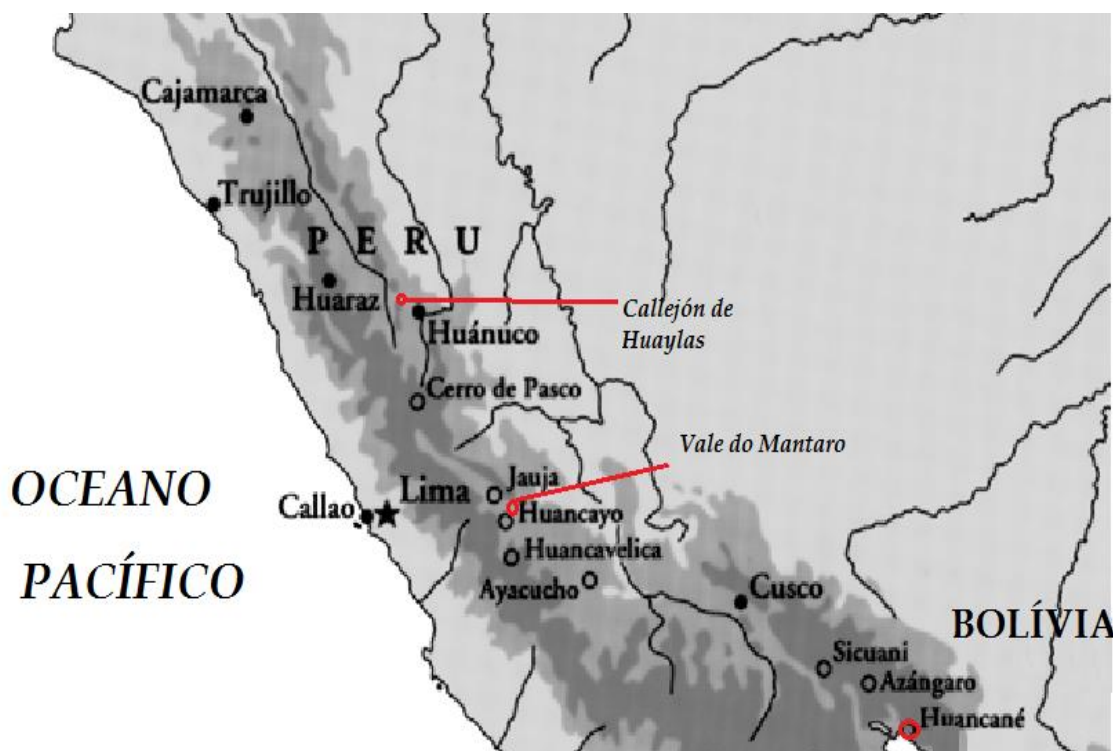 Cajamarca
Trujillo
PERU
Huaraz
Callejón de
Huaylas
Huánuco
Cerro de Pasco
Vale do Mantaro
Jauja
OCEANO
PACÍFICO
Lima
Callao
Huancayo
Huancavelica
Ayacucho
Cusco
BOLÍVIA
Sicuani
Azángaro
Huancané